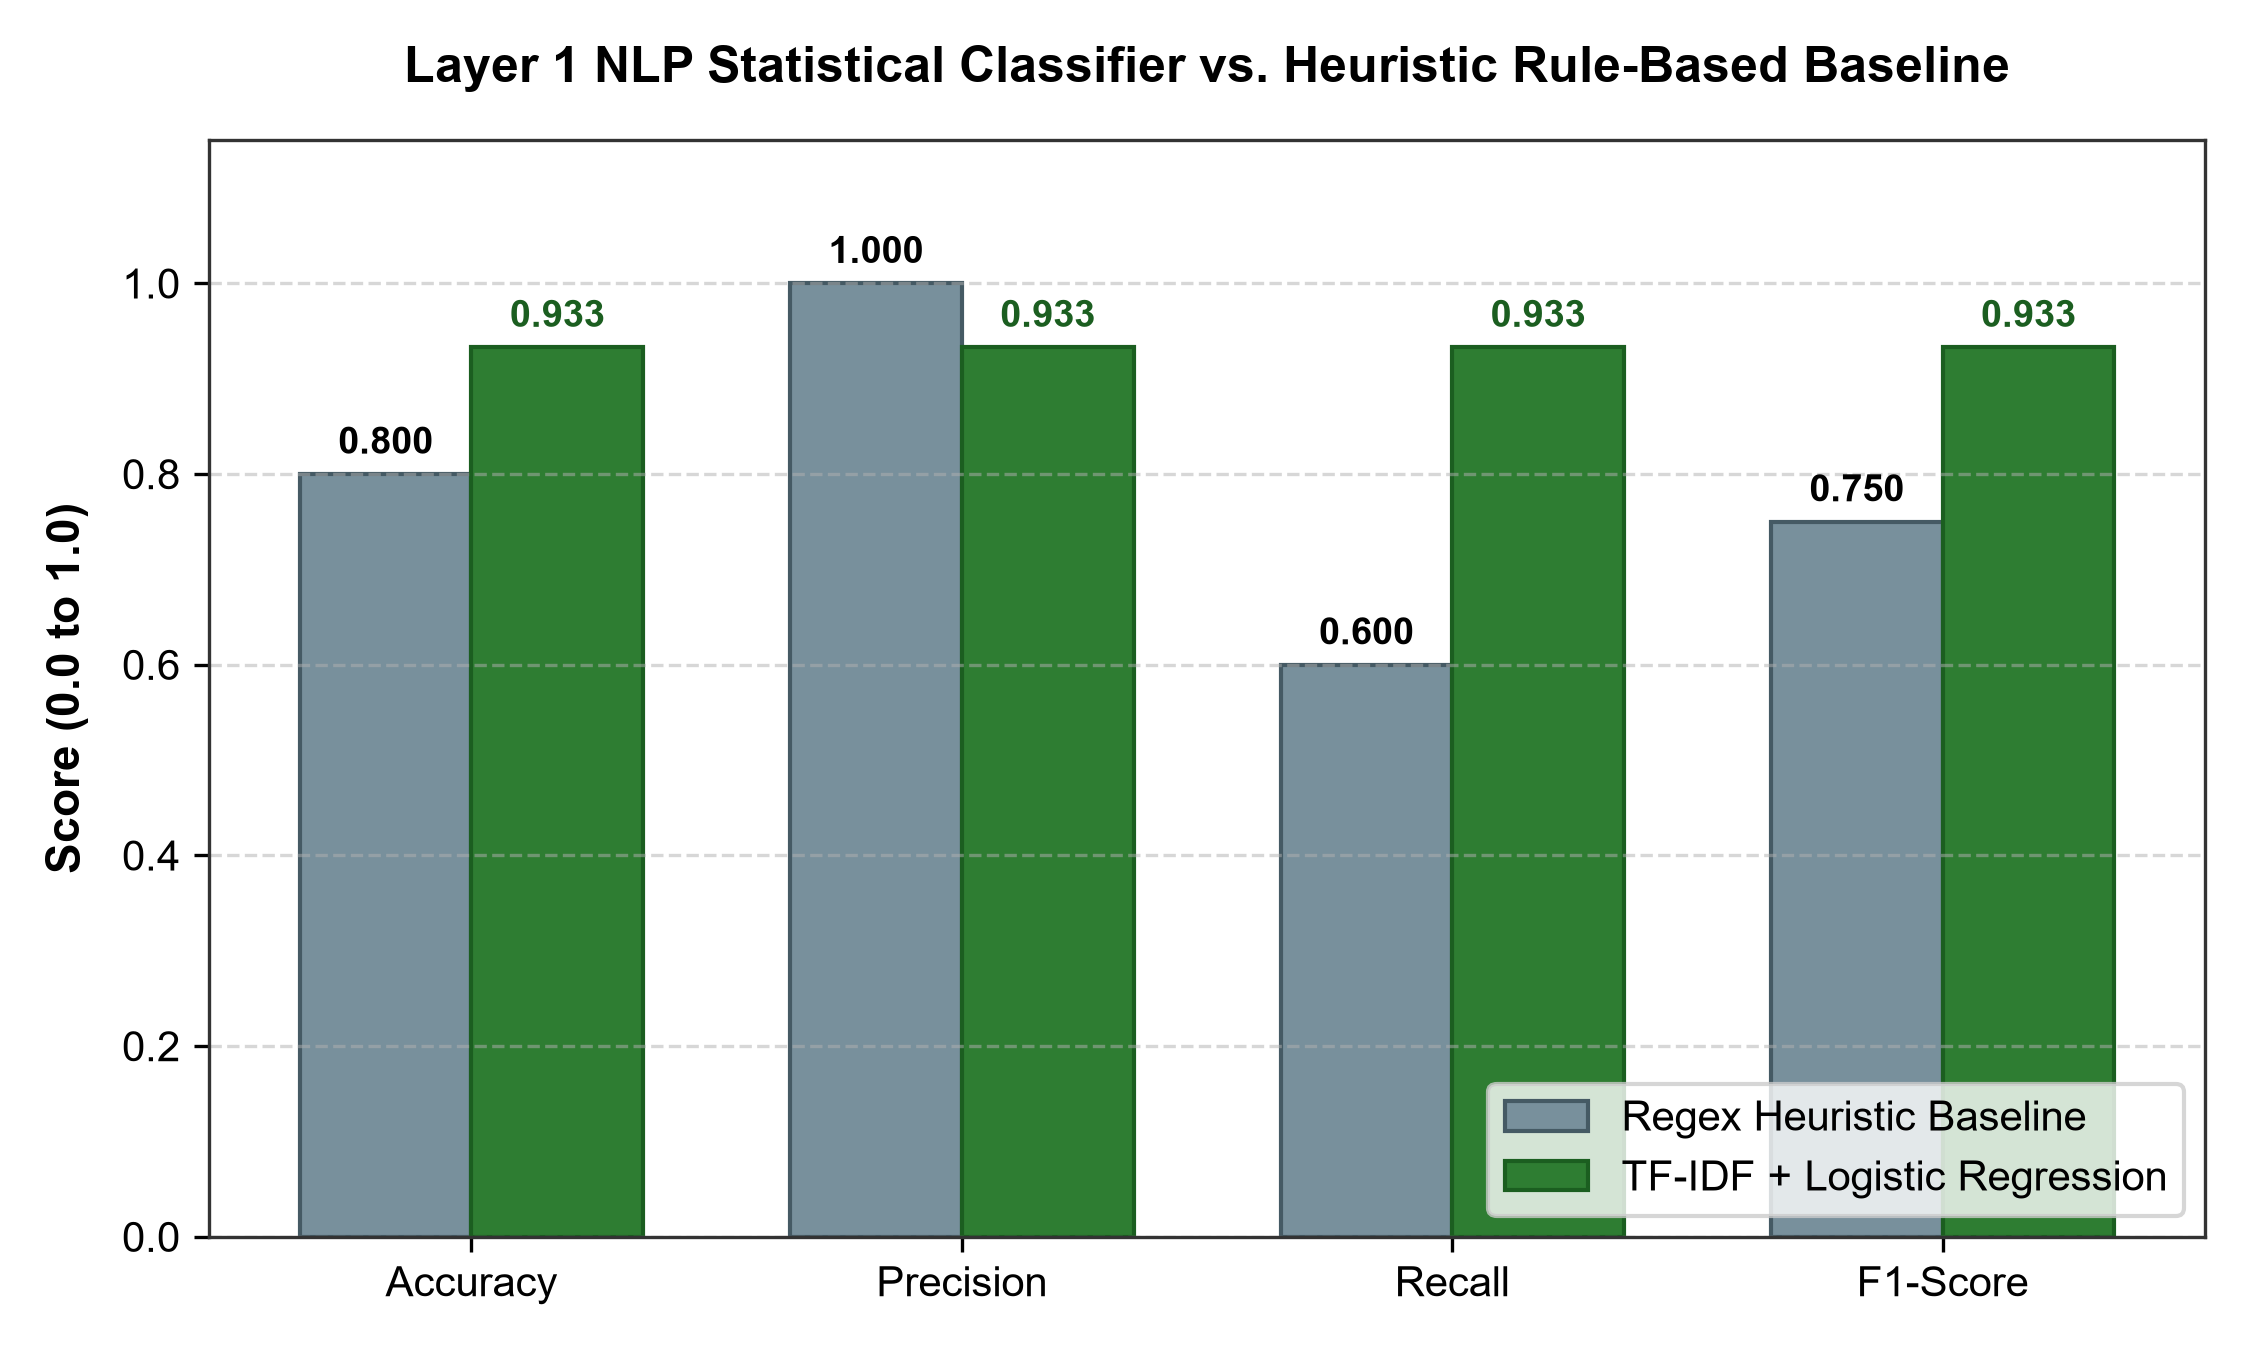 Layer 1 NLP Statistical Classifier vs. Heuristic Rule-Based Baseline
Score (0.0 to 1.0)
1.0
0.8
0.6
0.4
0.2
0.0
0.800
0.933
1.000
0.933
0.600
0.933
0.750
0.933
Accuracy
Precision
Recall
F1-Score
Regex Heuristic Baseline
TF-IDF + Logistic Regression